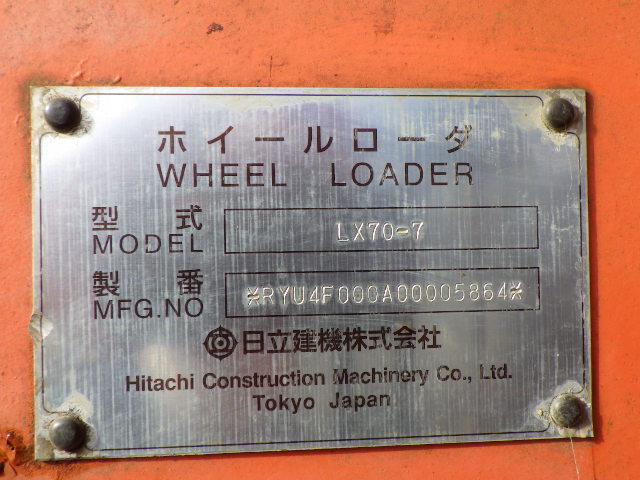 ホイールローダ
WHEEL LOADER
型式
MODEL LX70-7
製番
MFG.NO *RYU4F000A00005864*
日立建機株式会社
Hitachi Construction Machinery Co., Ltd.
Tokyo Japan